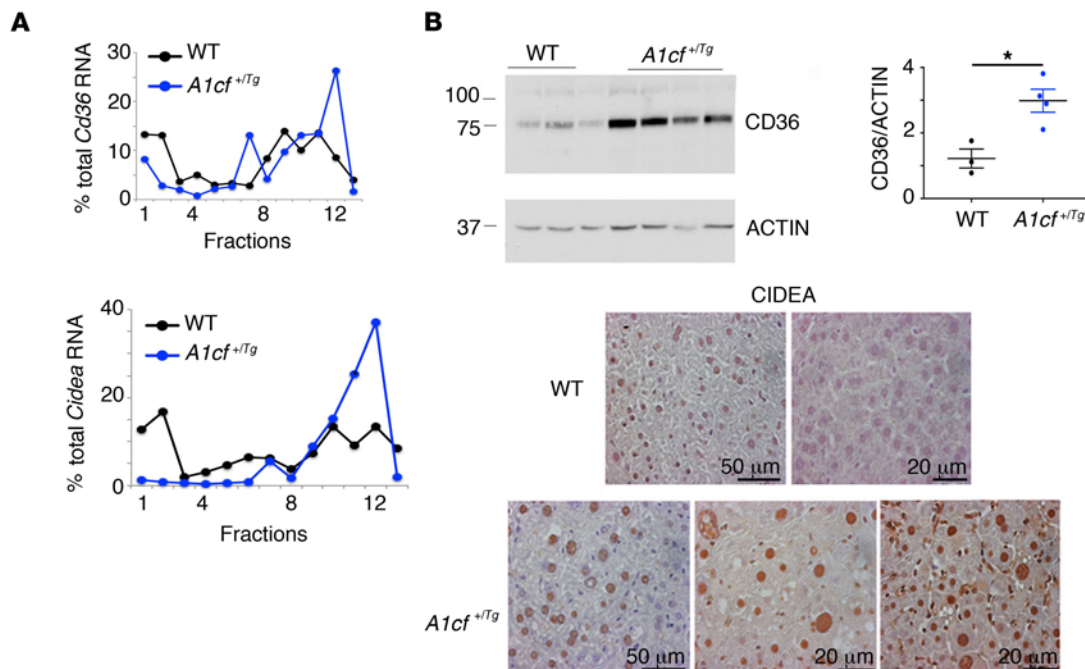 A
WT
A1cf +/Tg
% total Cd36 RNA
30
20
10
0
1 4 8 12
Fractions
WT
A1cf +/Tg
% total Cidea RNA
40
20
0
1 4 8 12
Fractions
B
WT A1cf +/Tg
100
75
CD36
37
ACTIN
*
CD36/ACTIN
4
2
0
WT A1cf +/Tg
CIDEA
WT
50 µm
20 µm
A1cf +/Tg
50 µm
20 µm
20 µm